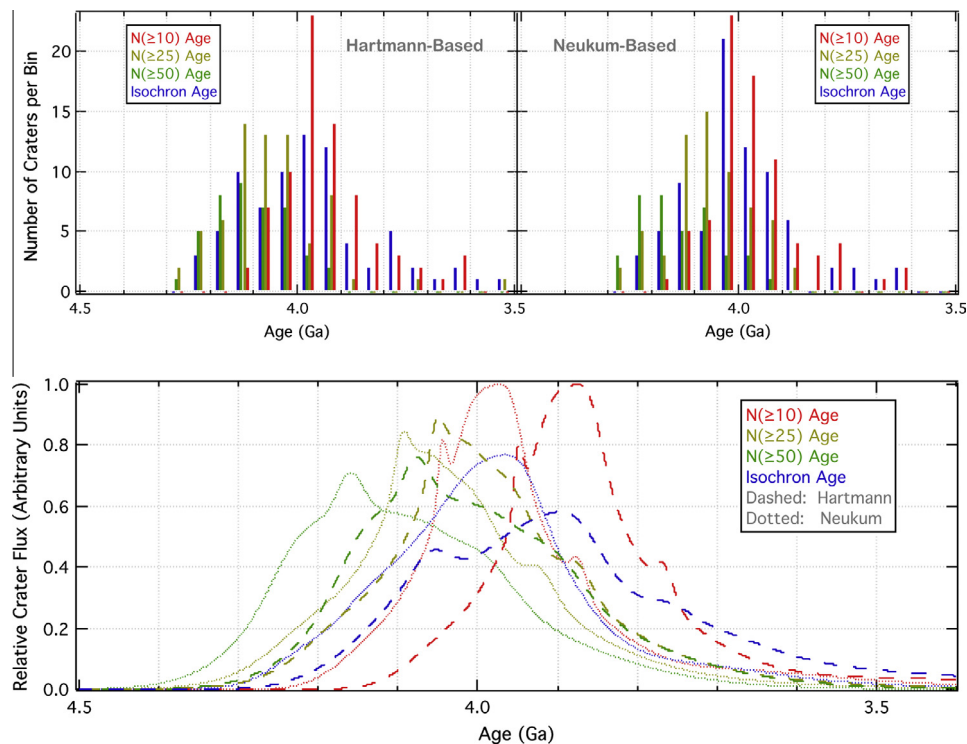 N(≥10) Age
N(≥25) Age
N(≥50) Age
Isochron Age
Hartmann-Based
Neukum-Based
N(≥10) Age
N(≥25) Age
N(≥50) Age
Isochron Age
Number of Craters per Bin
20
15
10
5
0
4.5
4.0
3.5
4.0
3.5
Age (Ga)
Age (Ga)
Relative Crater Flux (Arbitrary Units)
1.0
0.8
0.6
0.4
0.2
0.0
N(≥10) Age
N(≥25) Age
N(≥50) Age
Isochron Age
Dashed: Hartmann
Dotted: Neukum
4.5
4.0
3.5
Age (Ga)